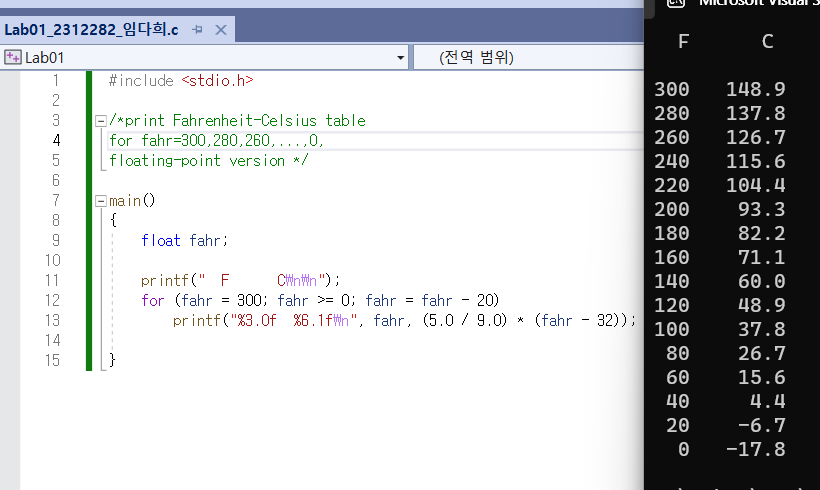 Microsoft Visual S
Lab01_2312282_임다희.c
Lab01
(전역 범위)
1 #include <stdio.h>
2
3 /*print Fahrenheit-Celsius table
4 for fahr=300,280,260,...,0,
5 floating-point version */
6
7 main()
8 {
9 float fahr;
10
11 printf("  F      C₩n₩n");
12 for (fahr = 300; fahr >= 0; fahr = fahr - 20)
13 printf("%3.0f  %6.1f₩n", fahr, (5.0 / 9.0) * (fahr - 32));
14
15 }
F C
300 148.9
280 137.8
260 126.7
240 115.6
220 104.4
200 93.3
180 82.2
160 71.1
140 60.0
120 48.9
100 37.8
80 26.7
60 15.6
40 4.4
20 -6.7
0 -17.8